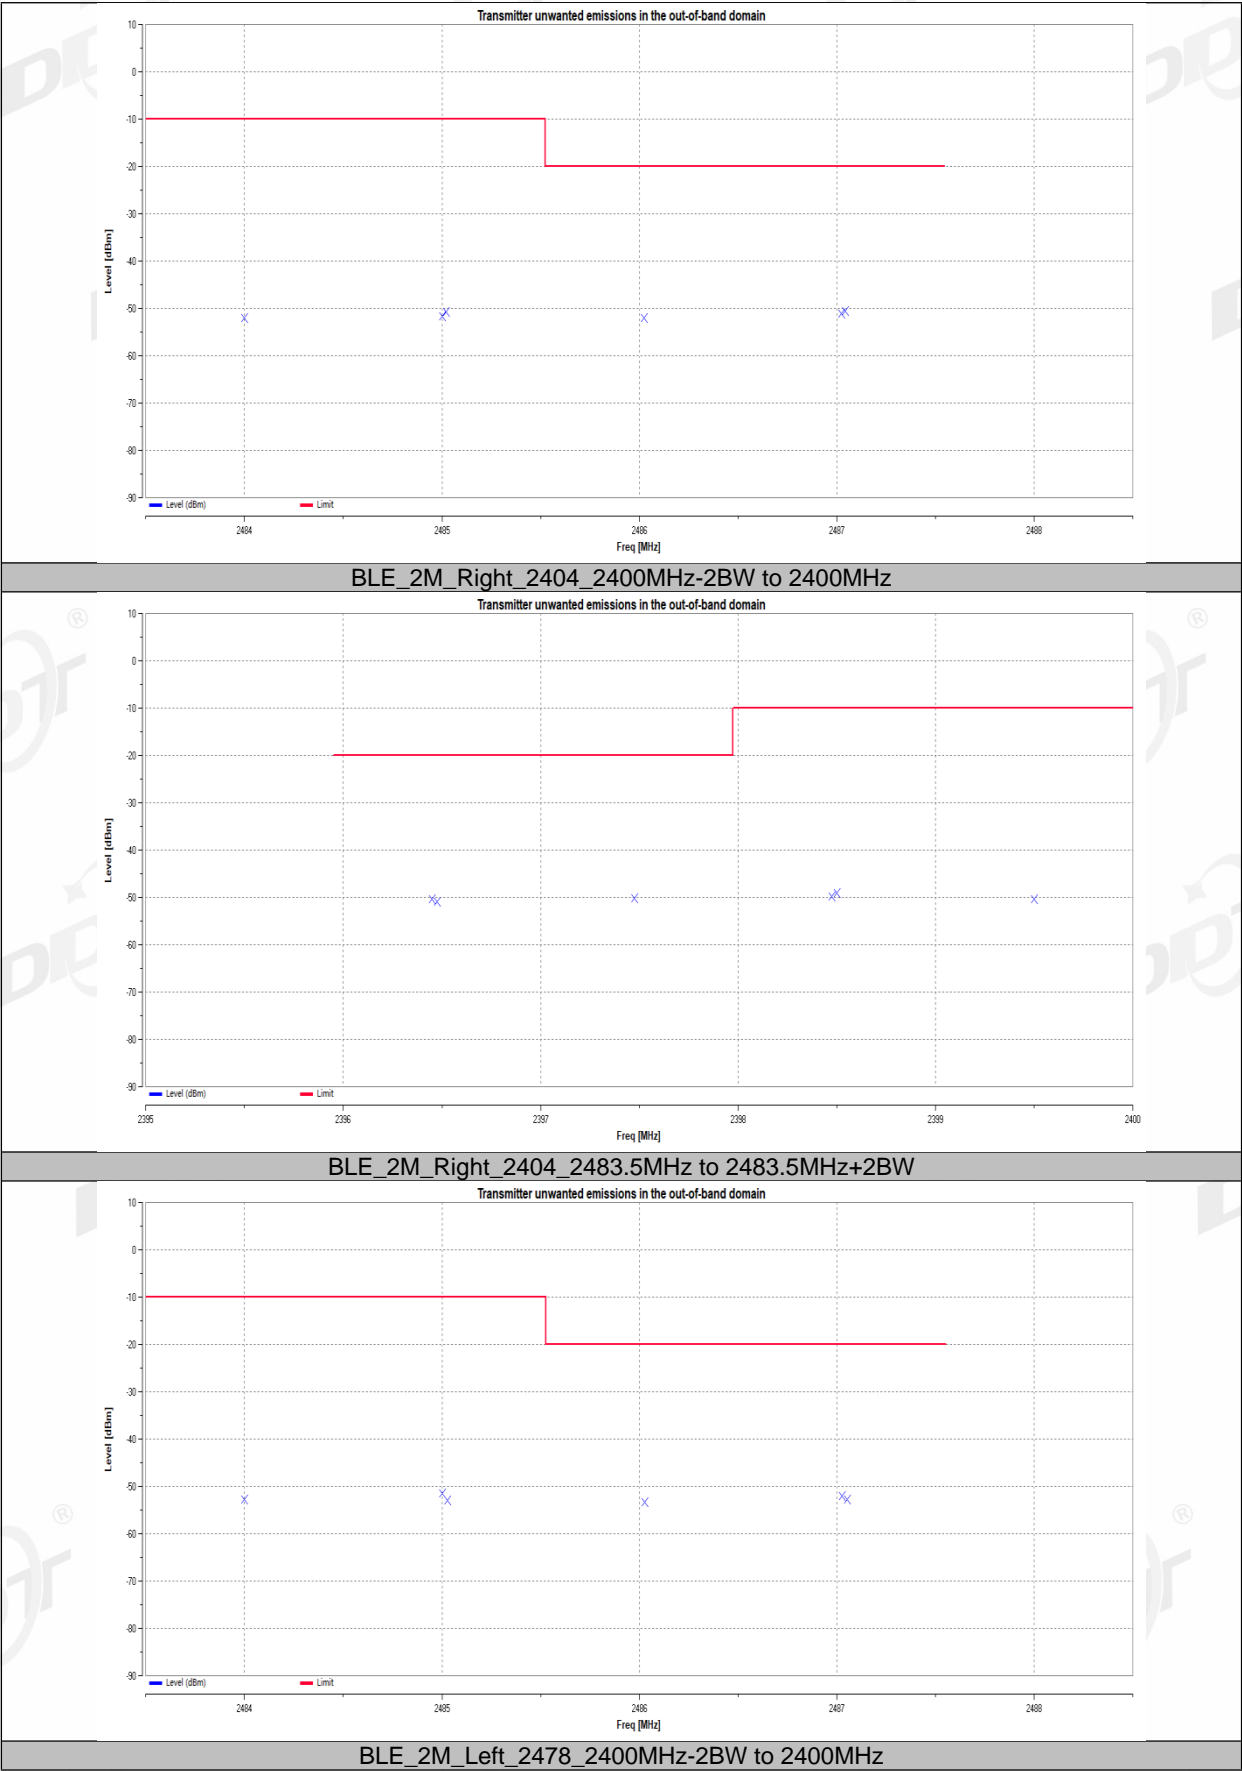 Transmitter unwanted emissions in the out-of-band domain
10
0
-10
-20
-30
-40
-50
-60
-70
-80
-90
Level [dBm]
Level (dBm) Limit
2484 2485 2486 2487 2488
Freq [MHz]
BLE_2M_Right_2404_2400MHz-2BW to 2400MHz
Transmitter unwanted emissions in the out-of-band domain
10
0
-10
-20
-30
-40
-50
-60
-70
-80
-90
Level [dBm]
Level (dBm) Limit
2395 2396 2397 2398 2399 2400
Freq [MHz]
BLE_2M_Right_2404_2483.5MHz to 2483.5MHz+2BW
Transmitter unwanted emissions in the out-of-band domain
10
0
-10
-20
-30
-40
-50
-60
-70
-80
-90
Level [dBm]
Level (dBm) Limit
2484 2485 2486 2487 2488
Freq [MHz]
BLE_2M_Left_2478_2400MHz-2BW to 2400MHz